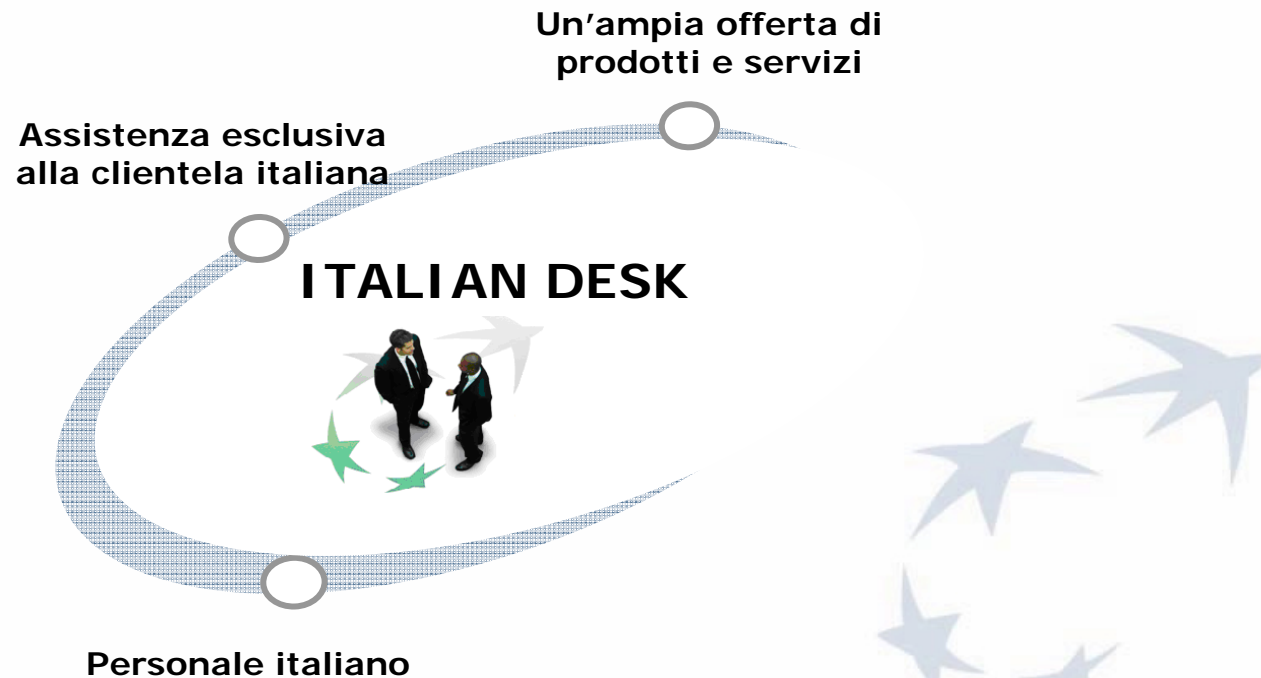 Un’ampia offerta di
prodotti e servizi
Assistenza esclusiva
alla clientela italiana
ITALIAN DESK
Personale italiano